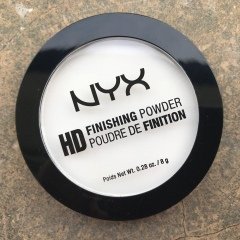 NYX
HD FINISHING POWDER
POUDRE DE FINITION
Poids Net Wt. 0.28 oz. / 8 g